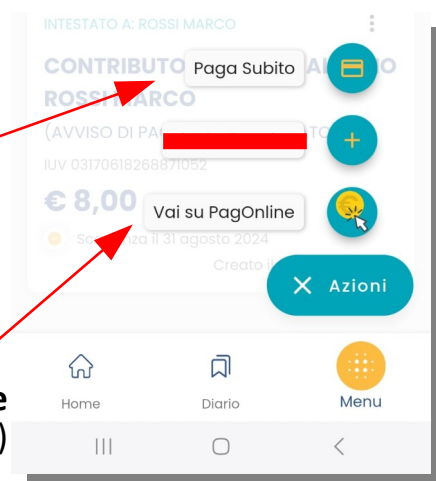 INTESTATO A: ROSSI MARCO
CONTRIBUTO
Paga Subito
ROSSI MARCO
(AVVISO DI
IUV 03170618268871052
€ 8,00
Vai su PagOnline
Scadenza il 31 agosto 2024
Creato il
Azioni
Home
Diario
Menu
e
)